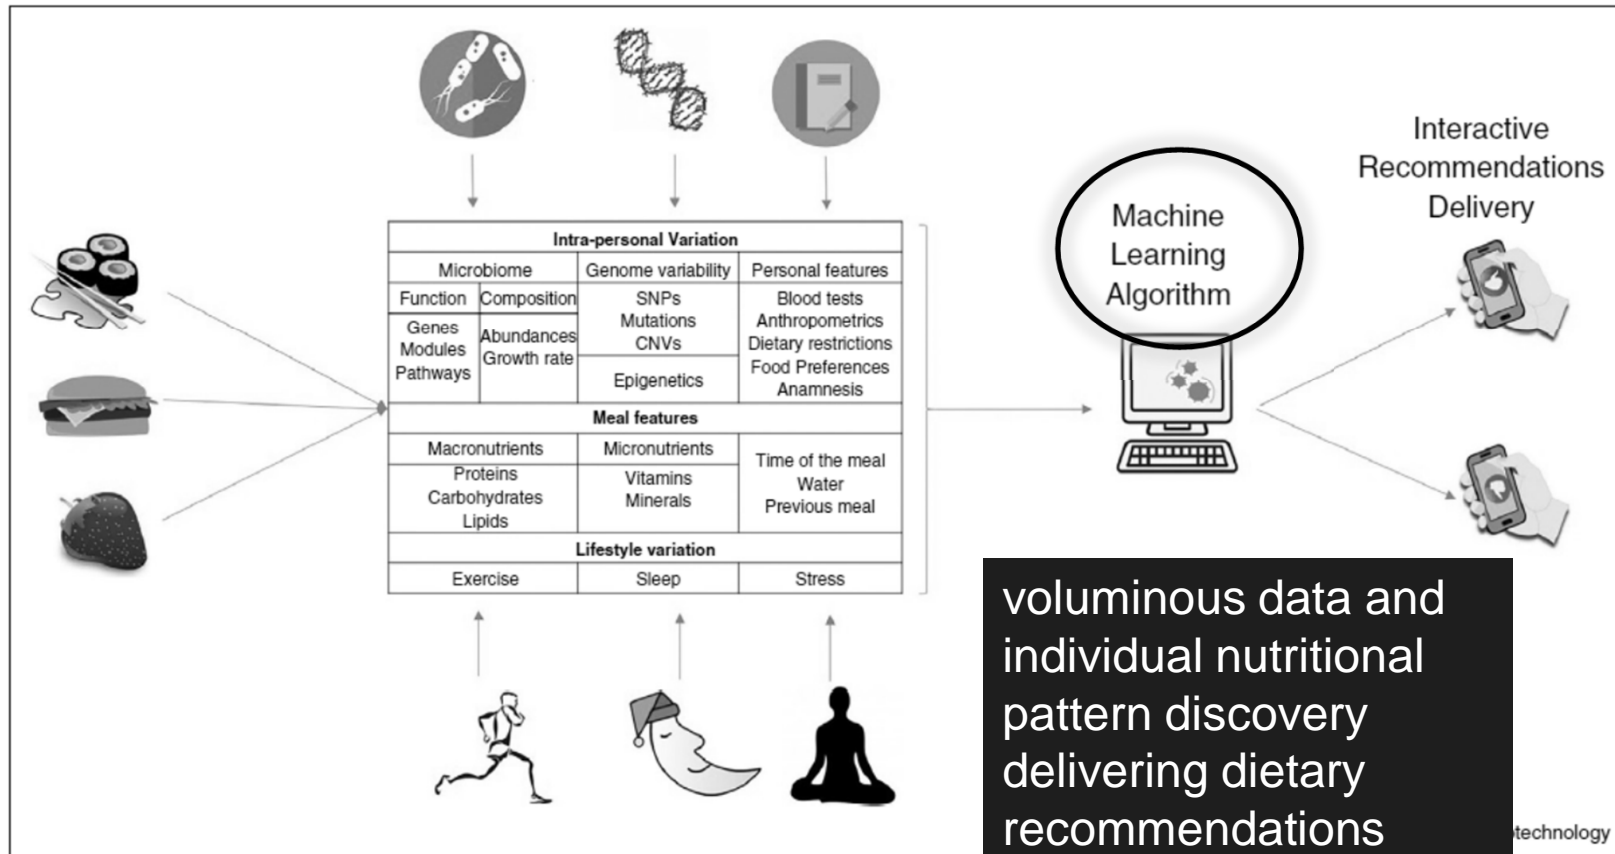 Interactive
Recommendations
Delivery
Machine
Learning
Algorithm
Intra-personal Variation
Microbiome
Genome variability
Personal features
Function
Composition
Genes
Modules
Pathways
Abundances
Growth rate
SNPs
Mutations
CNVs
Epigenetics
Blood tests
Anthropometrics
Dietary restrictions
Food Preferences
Anamnesis
Meal features
Macronutrients
Micronutrients
Proteins
Carbohydrates
Lipids
Vitamins
Minerals
Time of the meal
Water
Previous meal
Lifestyle variation
Exercise
Sleep
Stress
voluminous data and
individual nutritional
pattern discovery
delivering dietary
recommendations